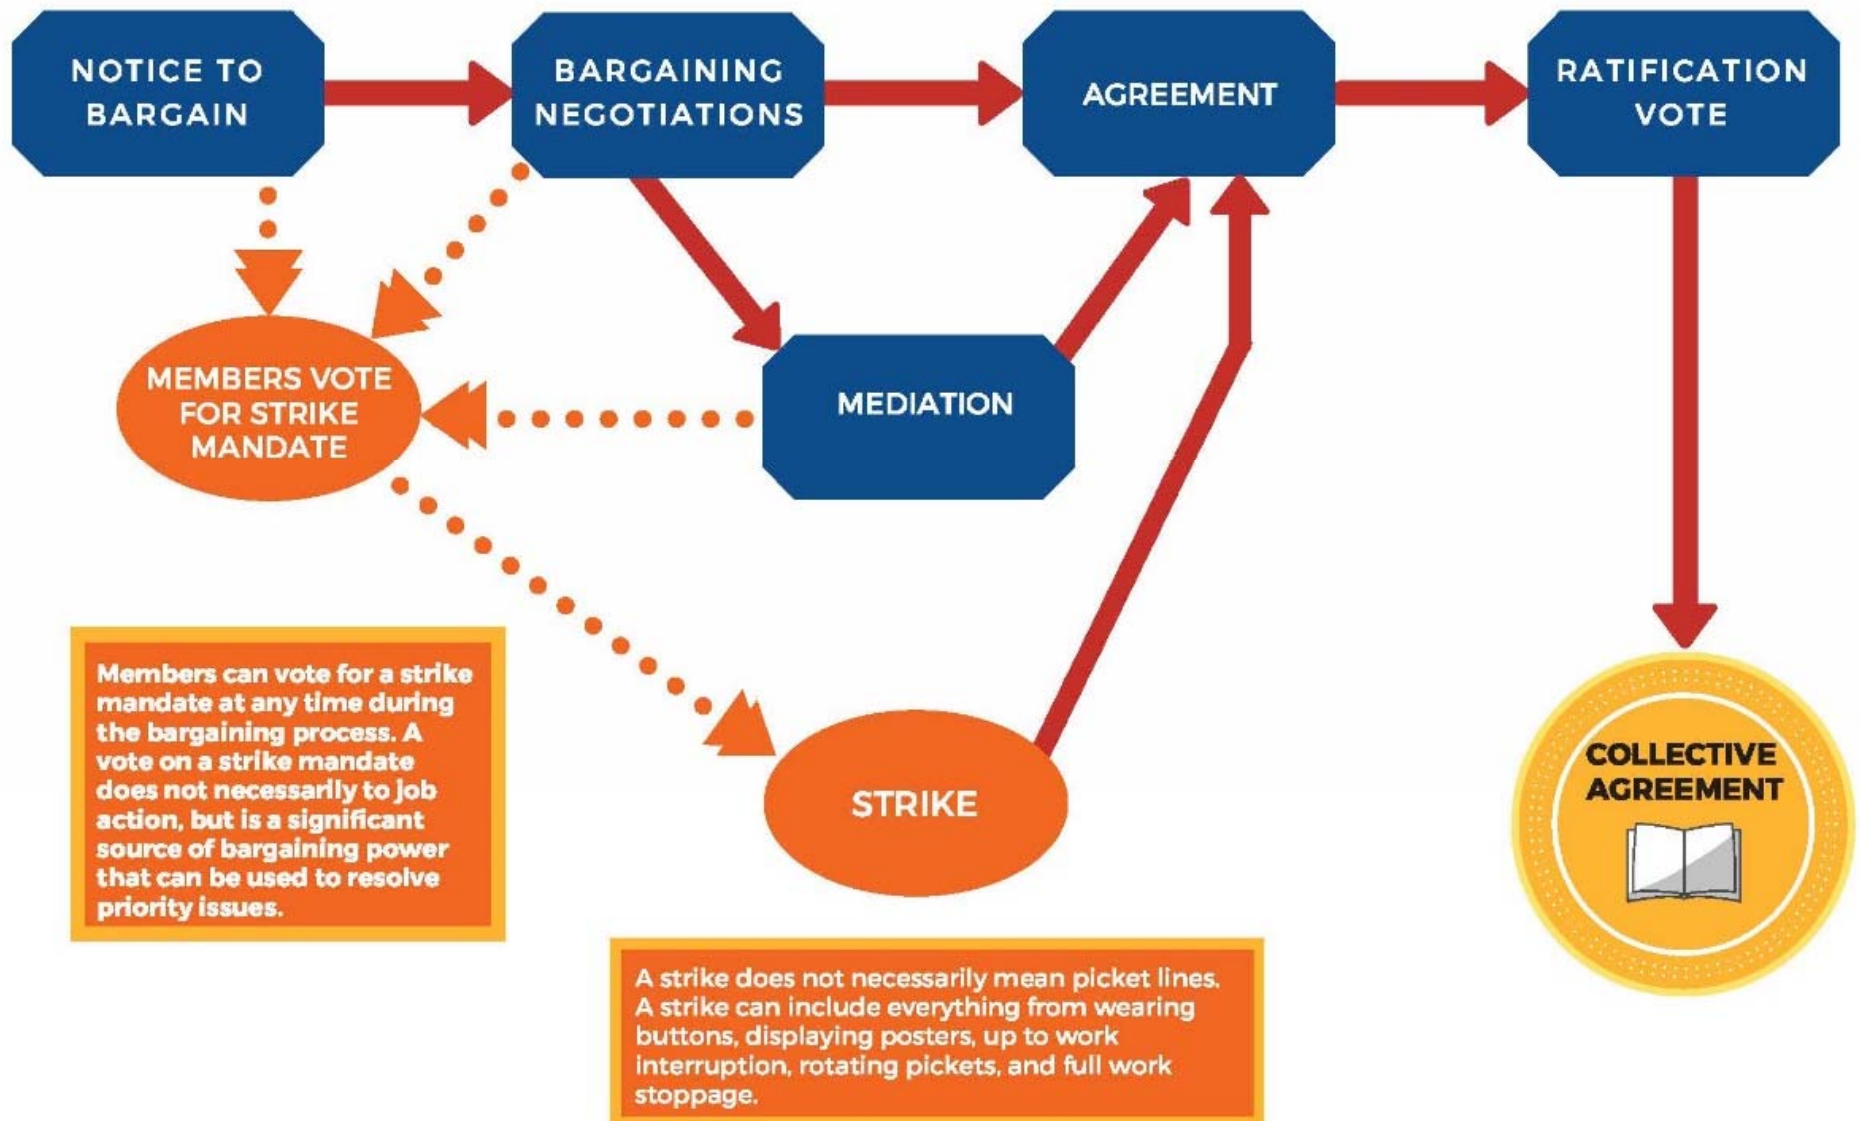 NOTICE TO
BARGAIN
BARGAINING
NEGOTIATIONS
AGREEMENT
RATIFICATION
VOTE
MEMBERS VOTE
FOR STRIKE
MANDATE
MEDIATION
STRIKE
COLLECTIVE
AGREEMENT
Members can vote for a strike
mandate at any time during
the bargaining process. A
vote on a strike mandate
does not necessarily to job
action, but is a significant
source of bargaining power
that can be used to resolve
priority issues.
A strike does not necessarily mean picket lines.
A strike can include everything from wearing
buttons, displaying posters, up to work
interruption, rotating pickets, and full work
stoppage.